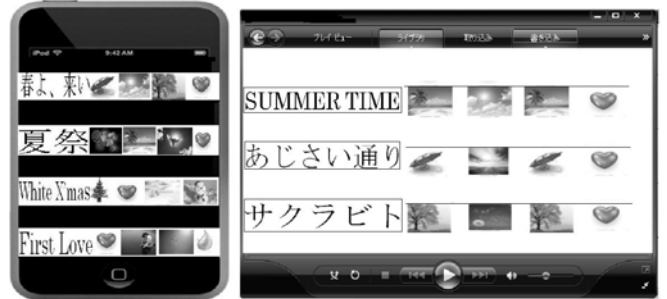 iPod 9:42 AM
春よ、来い
夏祭
White X'mas
First Love
プレイ ビュー ライブラリ 取り込み 書き込み
SUMMER TIME
あじさい通り
サクラビト